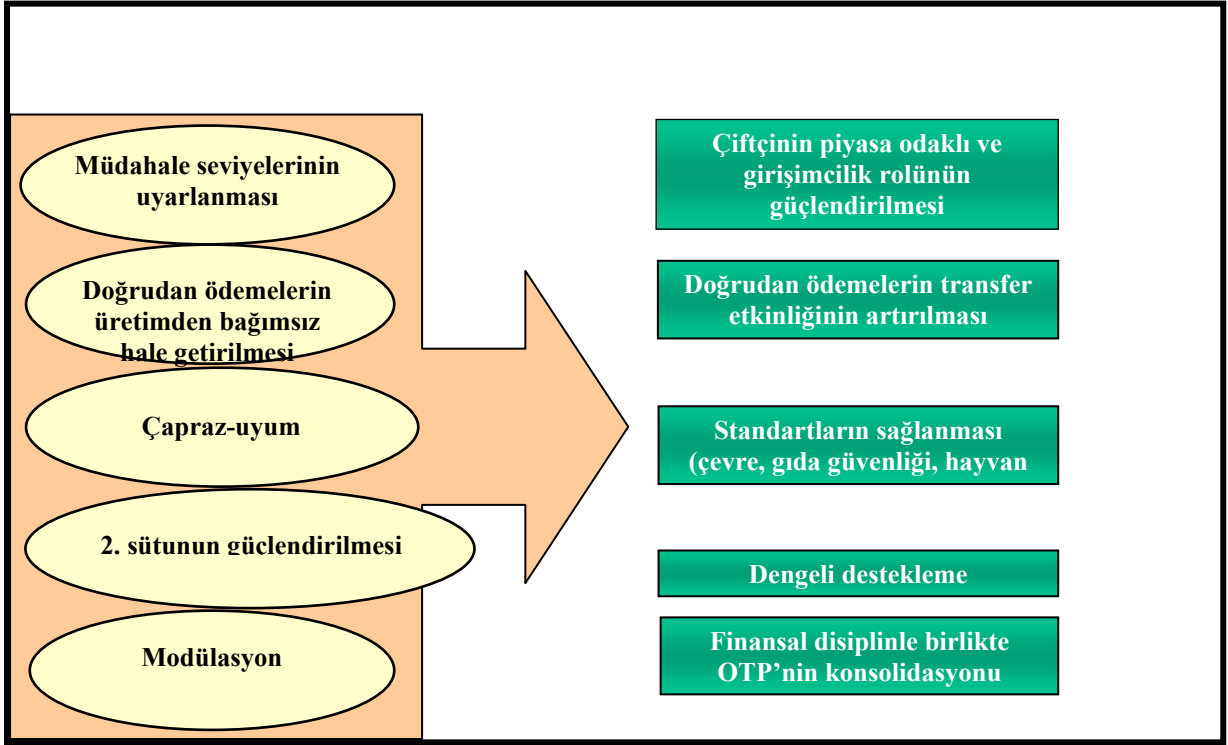 Müdahale seviyelerinin
uyarlanması
Doğrudan ödemelerin
üretimden bağımsız
hale getirilmesi
Çapraz-uyum
2. sütunun güçlendirilmesi
Modülasyon
Çiftçinin piyasa odaklı ve
girişimcilik rolünün
güçlendirilmesi
Doğrudan ödemelerin transfer
etkinliğinin artırılması
Standartların sağlanması
(çevre, gıda güvenliği, hayvan
Dengeli destekleme
Finansal disiplinle birlikte
OTP’nin konsolidasyonu